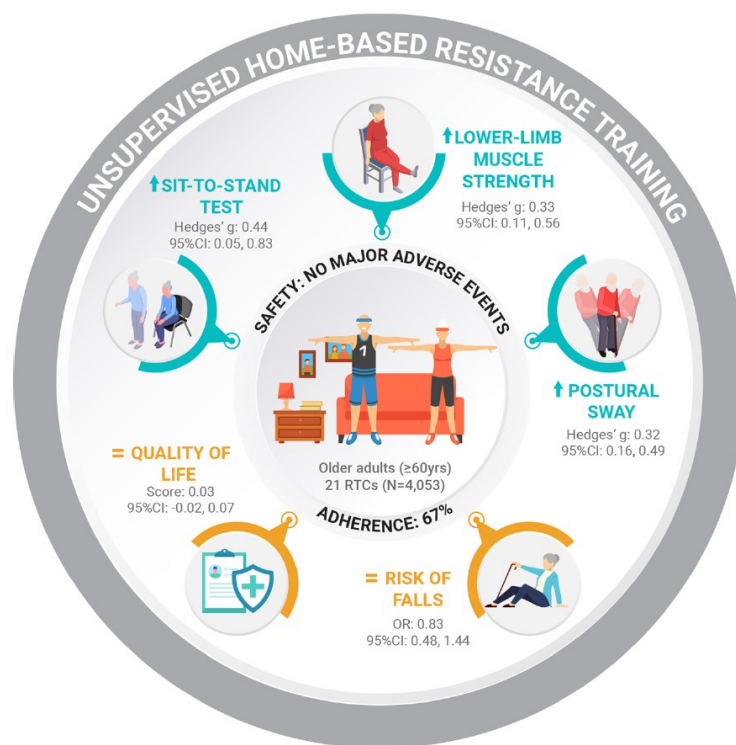 UNSUPERVISED HOME-BASED RESISTANCE TRAINING
⬆LOWER-LIMB
MUSCLE
STRENGTH
Hedges' g: 0.33
95%CI: 0.11, 0.56
⬆SIT-TO-STAND
TEST
Hedges' g: 0.44
95%CI: 0.05, 0.83
SAFETY: NO MAJOR ADVERSE EVENTS
1
⬆POSTURAL
SWAY
Hedges' g: 0.32
95%CI: 0.16, 0.49
= QUALITY OF
LIFE
Score: 0.03
95%CI: -0.02, 0.07
Older adults (≥60yrs)
21 RTCs (N=4,053)
ADHERENCE: 67%
= RISK OF
FALLS
OR: 0.83
95%CI: 0.48, 1.44